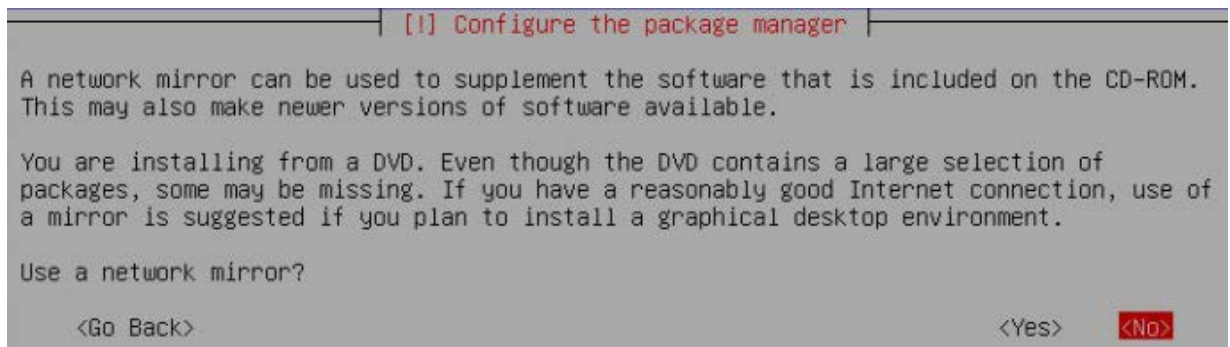 [!] Configure the package manager
A network mirror can be used to supplement the software that is included on the CD-ROM.
This may also make newer versions of software available.
You are installing from a DVD. Even though the DVD contains a large selection of
packages, some may be missing. If you have a reasonably good Internet connection, use of
a mirror is suggested if you plan to install a graphical desktop environment.
Use a network mirror?
<Go Back> <Yes> <No>